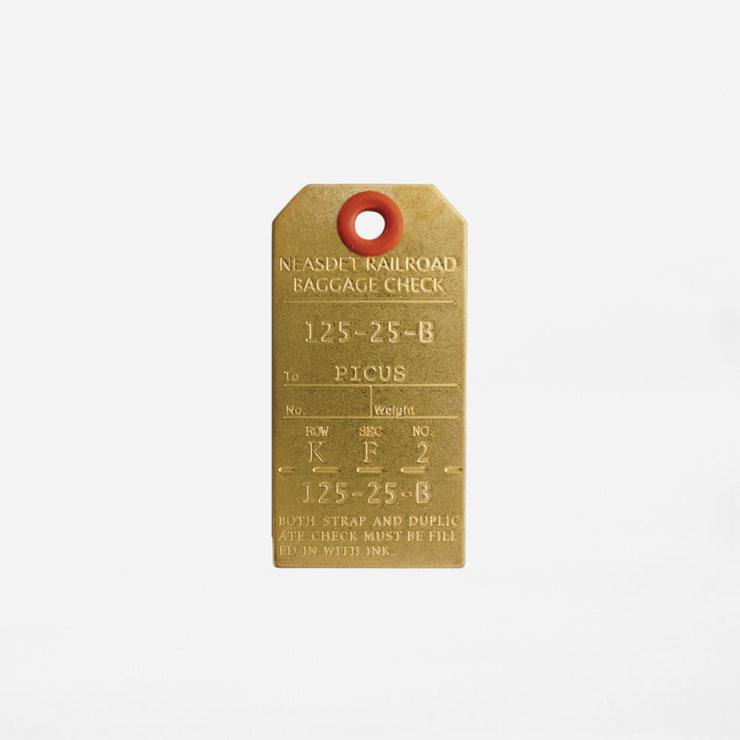 NEASDET RAILROAD
BAGGAGE CHECK
125-25-B
To PICUS
No. Weight
ROW SEC NO.
K F 2
125-25-B
BOTH STRAP AND DUPLIC
ATE CHECK MUST BE FILL
ED IN WITH INK.